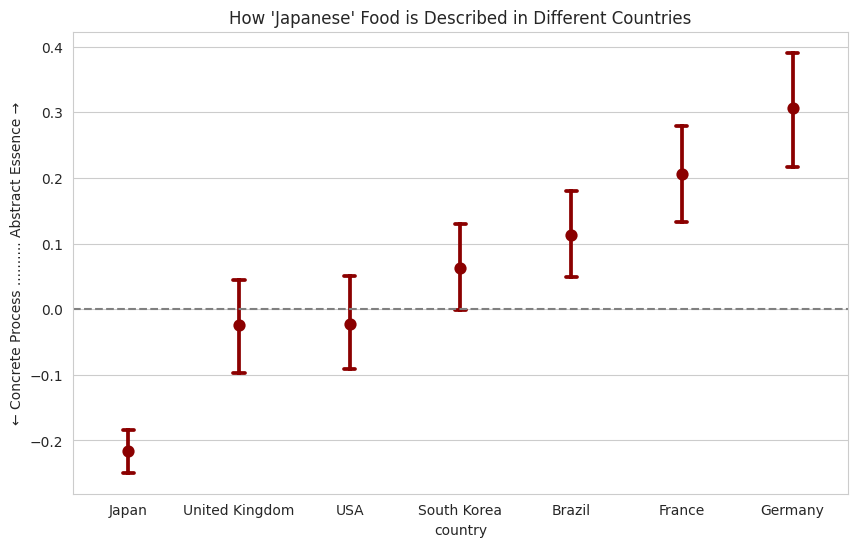 How 'Japanese' Food is Described in Different Countries
← Concrete Process .......... Abstract Essence →
0.4
0.3
0.2
0.1
0.0
−0.1
−0.2
Japan
United Kingdom
USA
South Korea
Brazil
France
Germany
country